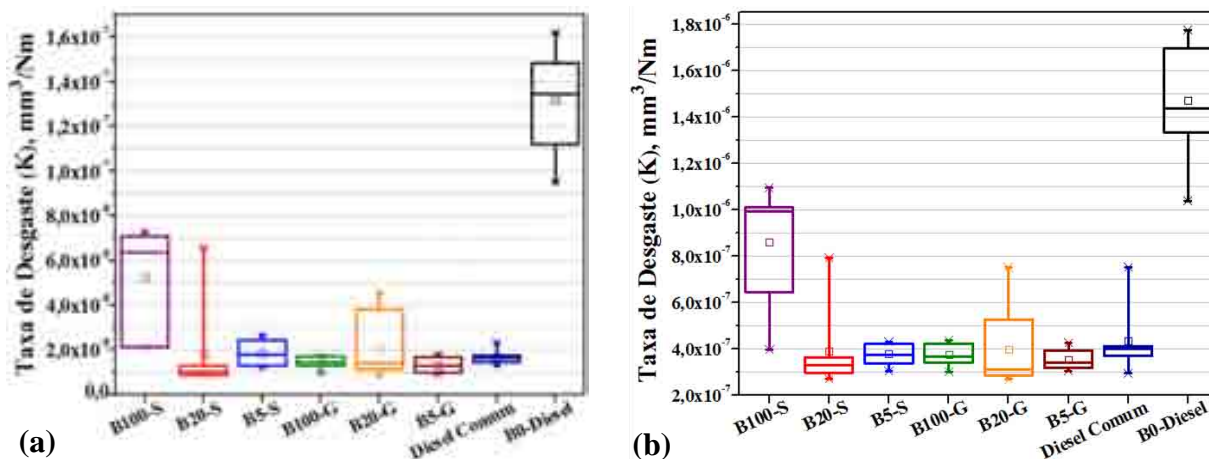 Taxa de Desgaste (K), mm³/Nm
1,6x10⁻⁷
1,4x10⁻⁷
1,2x10⁻⁷
1,0x10⁻⁷
8,0x10⁻⁸
6,0x10⁻⁸
4,0x10⁻⁸
2,0x10⁻⁸
0,0
B100-S
B20-S
B5-S
B100-G
B20-G
B5-G
Diesel Comum
B0-Diesel
(a)
Taxa de Desgaste (K), mm³/Nm
1,8x10⁻⁶
1,6x10⁻⁶
1,4x10⁻⁶
1,2x10⁻⁶
1,0x10⁻⁶
8,0x10⁻⁷
6,0x10⁻⁷
4,0x10⁻⁷
2,0x10⁻⁷
B100-S
B20-S
B5-S
B100-G
B20-G
B5-G
Diesel Comum
B0-Diesel
(b)